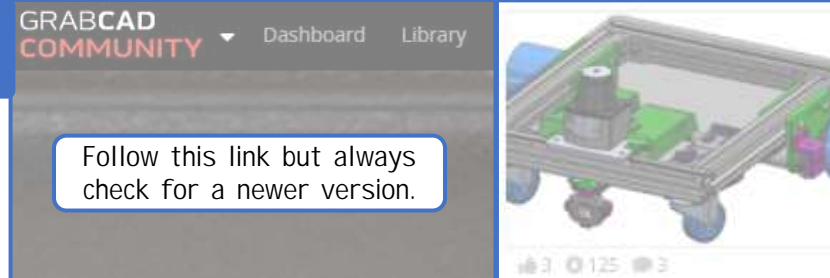 GRABCAD
COMMUNITY Dashboard Library
Follow this link but always
check for a newer version.
3 125 3